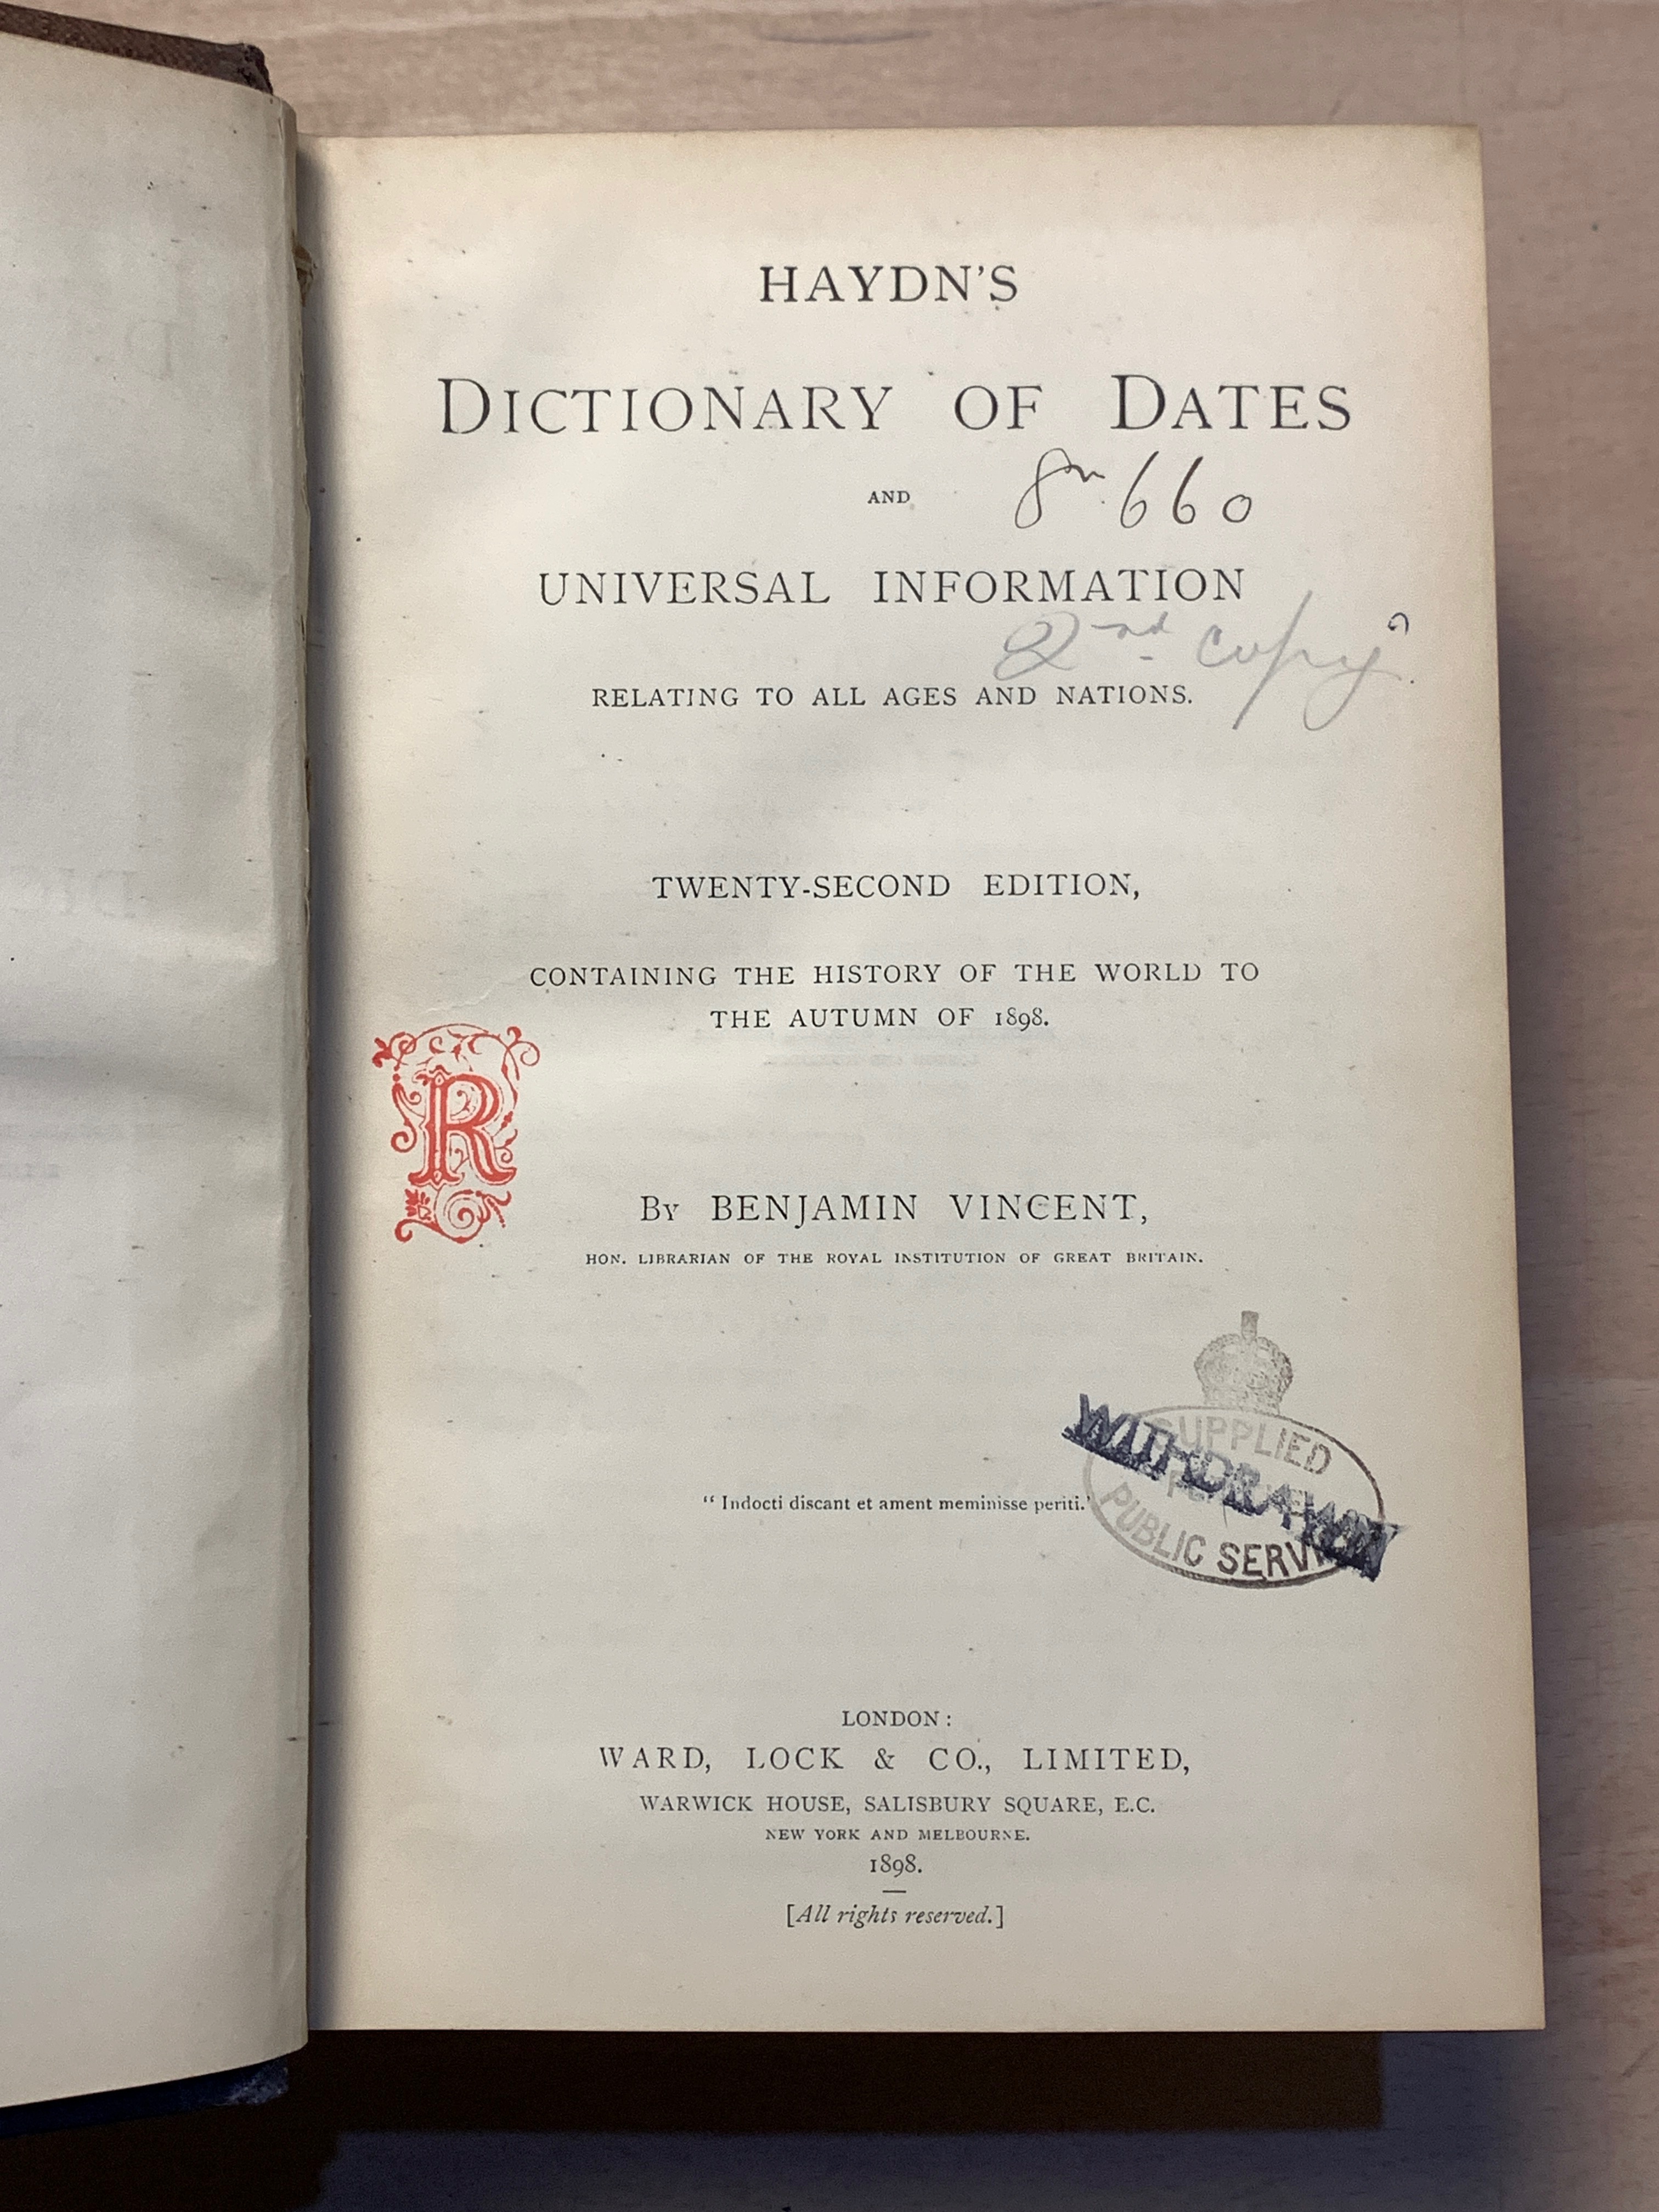 HAYDN'S
DICTIONARY OF DATES
AND
660
UNIVERSAL INFORMATION
2nd copy
RELATING TO ALL AGES AND NATIONS.
TWENTY-SECOND EDITION,
CONTAINING THE HISTORY OF THE WORLD TO
THE AUTUMN OF 1898.
R
By BENJAMIN VINCENT,
HON. LIBRARIAN OF THE ROYAL INSTITUTION OF GREAT BRITAIN.
SUPPLIED
WITHDRAWN
PUBLIC
"Indocti discant et ament meminisse periti."
LONDON:
WARD, LOCK & CO., LIMITED,
WARWICK HOUSE, SALISBURY SQUARE, E.C.
NEW YORK AND MELBOURNE.
1898.
[All rights reserved.]